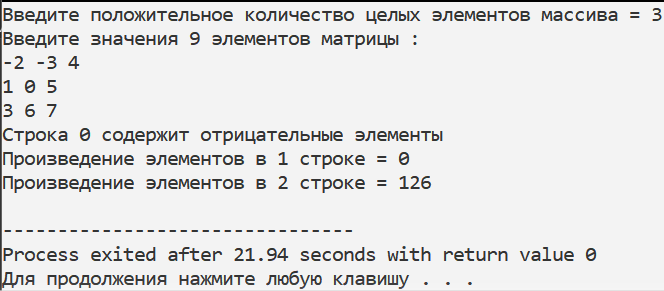 Введите положительное количество целых элементов массива = 3
Введите значения 9 элементов матрицы :
-2 -3 4
1 0 5
3 6 7
Строка 0 содержит отрицательные элементы
Произведение элементов в 1 строке = 0
Произведение элементов в 2 строке = 126
--------------------------------
Process exited after 21.94 seconds with return value 0
Для продолжения нажмите любую клавишу . . .